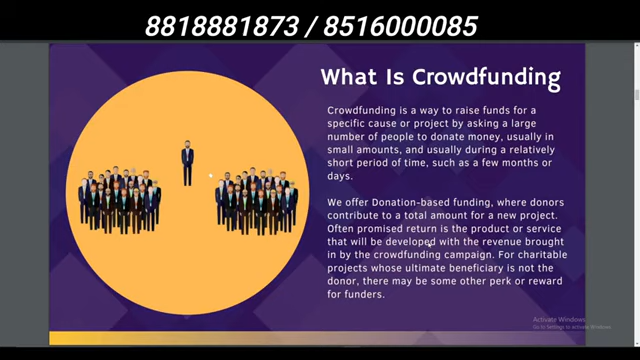 8818881873 / 8516000085
What Is Crowdfunding
Crowdfunding is a way to raise funds for a
specific cause or project by asking a large
number of people to donate money, usually in
small amounts, and usually during a relatively
short period of time, such as a few months or
days.
We offer Donation-based funding, where donors
contribute to a total amount for a new project.
Often promised return is the product or service
that will be developed with the revenue brought
in by the crowdfunding campaign. For charitable
projects whose ultimate beneficiary is not the
donor, there may be some other perk or reward
for funders.
Activate Windows
Go to Settings to activate Windows.